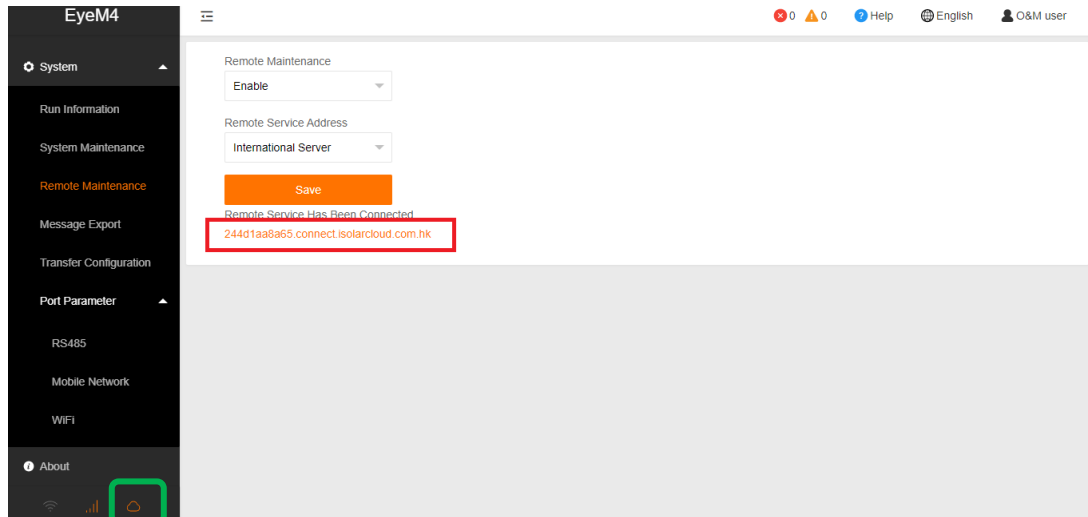 EyeM4
0
0
Help
English
O&M user
System
Run Information
System Maintenance
Remote Maintenance
Message Export
Transfer Configuration
Port Parameter
RS485
Mobile Network
WiFi
About
Remote Maintenance
Enable
Remote Service Address
International Server
Save
Remote Service Has Been Connected
244d1aa8a65.connect.isolarcloud.com.hk